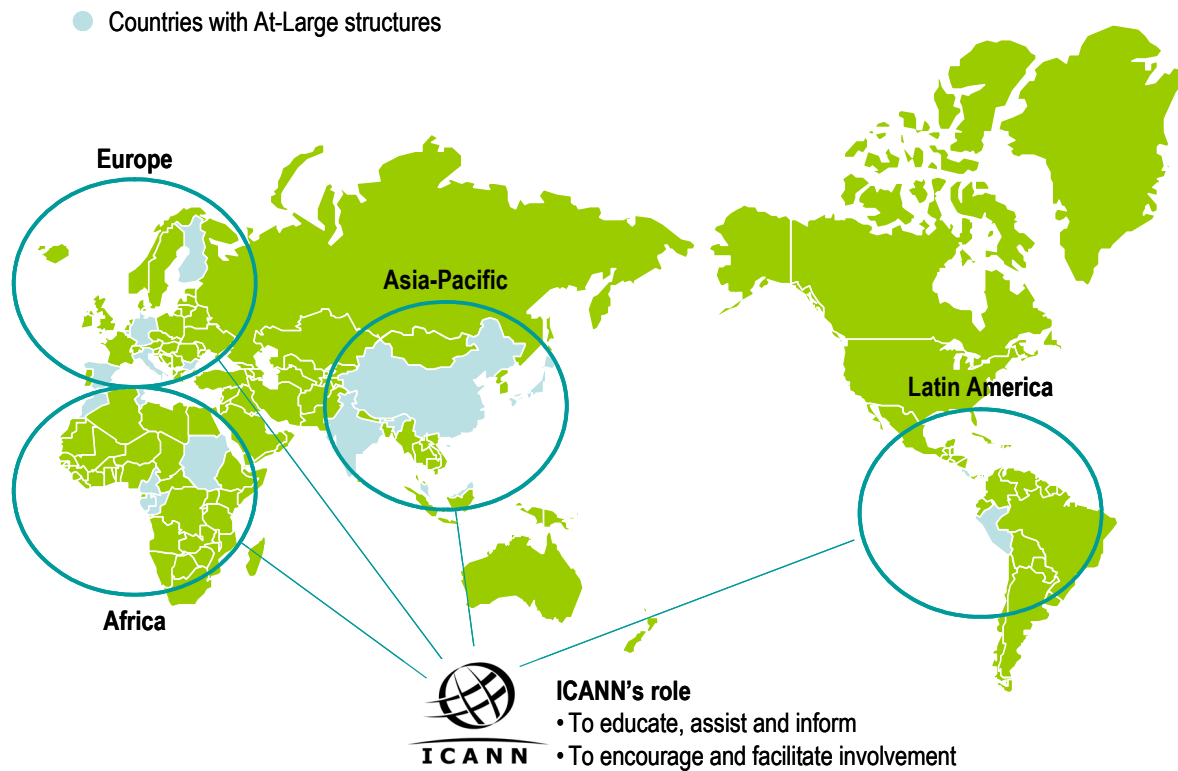 Countries with At-Large structures
Europe
Asia-Pacific
Latin America
Africa
ICANN's role
• To educate, assist and inform
• To encourage and facilitate involvement
ICANN